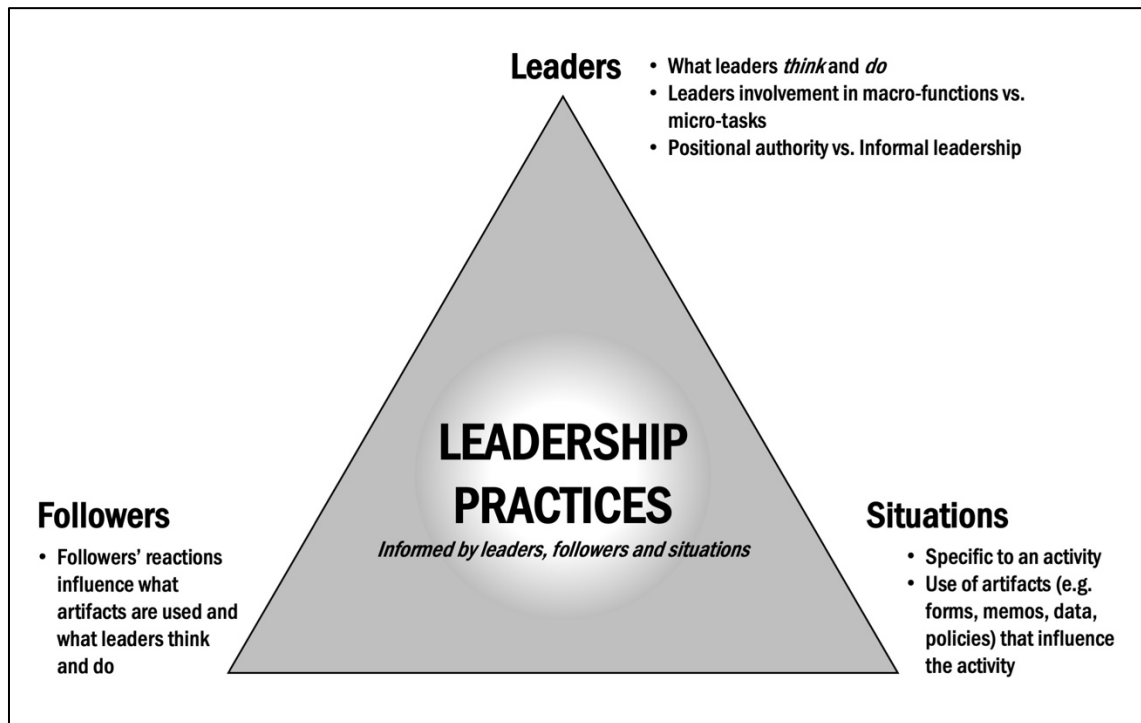 Leaders
• What leaders think and do
• Leaders involvement in macro-functions vs.
micro-tasks
• Positional authority vs. Informal leadership
LEADERSHIP
PRACTICES
Informed by leaders, followers and situations
Followers
• Followers’ reactions
influence what
artifacts are used and
what leaders think
and do
Situations
• Specific to an activity
• Use of artifacts (e.g.
forms, memos, data,
policies) that influence
the activity